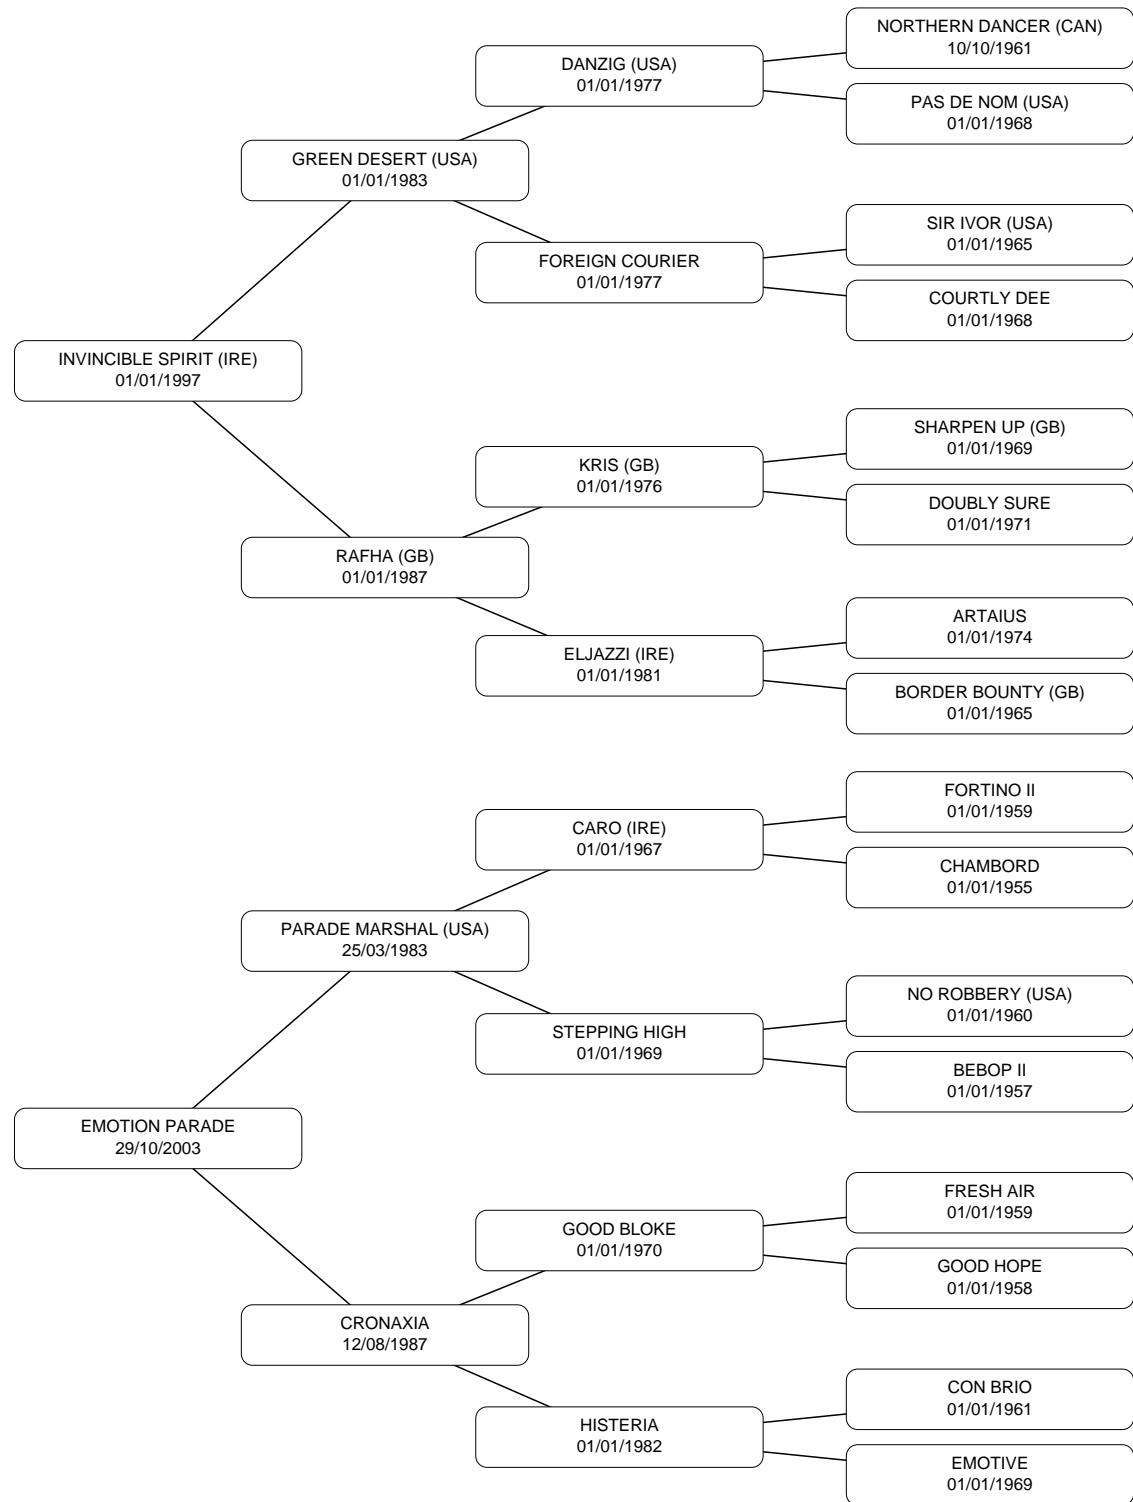 NORTHERN DANCER (CAN)
10/10/1961
DANZIG (USA)
01/01/1977
PAS DE NOM (USA)
01/01/1968
GREEN DESERT (USA)
01/01/1983
SIR IVOR (USA)
01/01/1965
FOREIGN COURIER
01/01/1977
COURTLY DEE
01/01/1968
INVINCIBLE SPIRIT (IRE)
01/01/1997
SHARPEN UP (GB)
01/01/1969
KRIS (GB)
01/01/1976
DOUBLY SURE
01/01/1971
RAFHA (GB)
01/01/1987
ARTAIUS
01/01/1974
ELJAZZI (IRE)
01/01/1981
BORDER BOUNTY (GB)
01/01/1965
FORTINO II
01/01/1959
CARO (IRE)
01/01/1967
CHAMBORD
01/01/1955
PARADE MARSHAL (USA)
25/03/1983
NO ROBBERY (USA)
01/01/1960
STEPPING HIGH
01/01/1969
BEBOP II
01/01/1957
EMOTION PARADE
29/10/2003
FRESH AIR
01/01/1959
GOOD BLOKE
01/01/1970
GOOD HOPE
01/01/1958
CRONAXIA
12/08/1987
CON BRIO
01/01/1961
HISTERIA
01/01/1982
EMOTIVE
01/01/1969